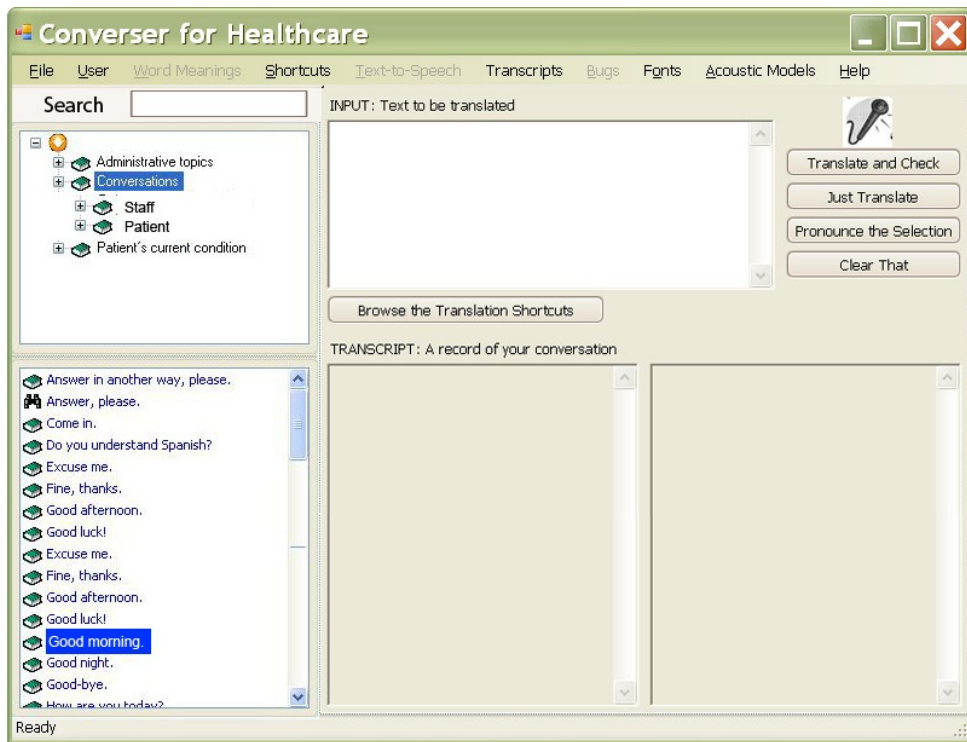 Converser for Healthcare
File User Word Meanings Shortcuts Text-to-Speech Transcripts Bugs Fonts Acoustic Models Help
Search
Administrative topics
Conversations
Staff
Patient
Patient´s current condition
Answer in another way, please.
Answer, please.
Come in.
Do you understand Spanish?
Excuse me.
Fine, thanks.
Good afternoon.
Good luck!
Excuse me.
Fine, thanks.
Good afternoon.
Good luck!
Good morning.
Good night.
Good-bye.
How are you today?
INPUT: Text to be translated
Translate and Check
Just Translate
Pronounce the Selection
Clear That
Browse the Translation Shortcuts
TRANSCRIPT: A record of your conversation
Ready